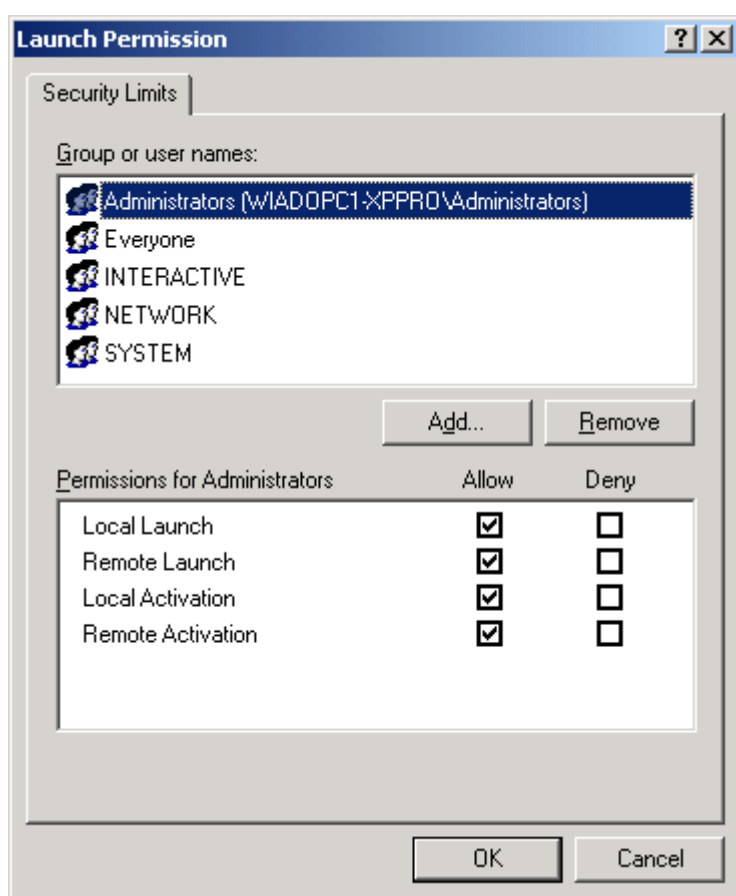 Launch Permission
Security Limits
Group or user names:
Administrators (WIADOPC1-XPPRO\Administrators)
Everyone
INTERACTIVE
NETWORK
SYSTEM
Add... Remove
Permissions for Administrators Allow Deny
Local Launch
Remote Launch
Local Activation
Remote Activation
OK Cancel